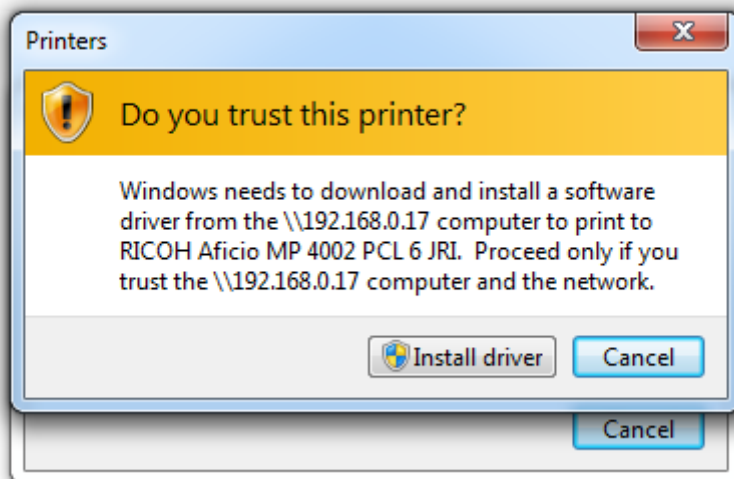 Printers
Do you trust this printer?
Windows needs to download and install a software
driver from the \\192.168.0.17 computer to print to
RICOH Aficio MP 4002 PCL 6 JRI.  Proceed only if you
trust the \\192.168.0.17 computer and the network.
Install driver
Cancel
Cancel